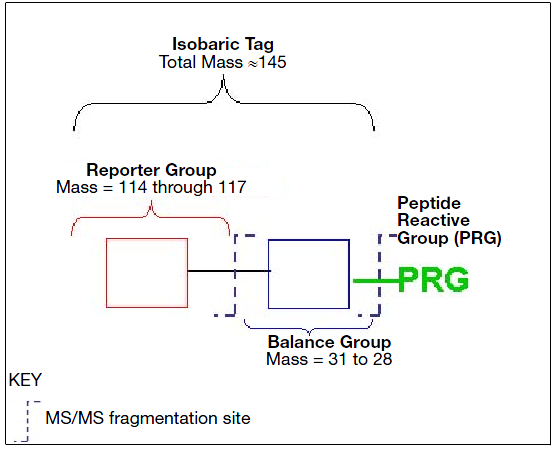 Isobaric Tag
Total Mass ≈145
Reporter Group
Mass = 114 through 117
Peptide
Reactive
Group (PRG)
PRG
Balance Group
Mass = 31 to 28
KEY
MS/MS fragmentation site